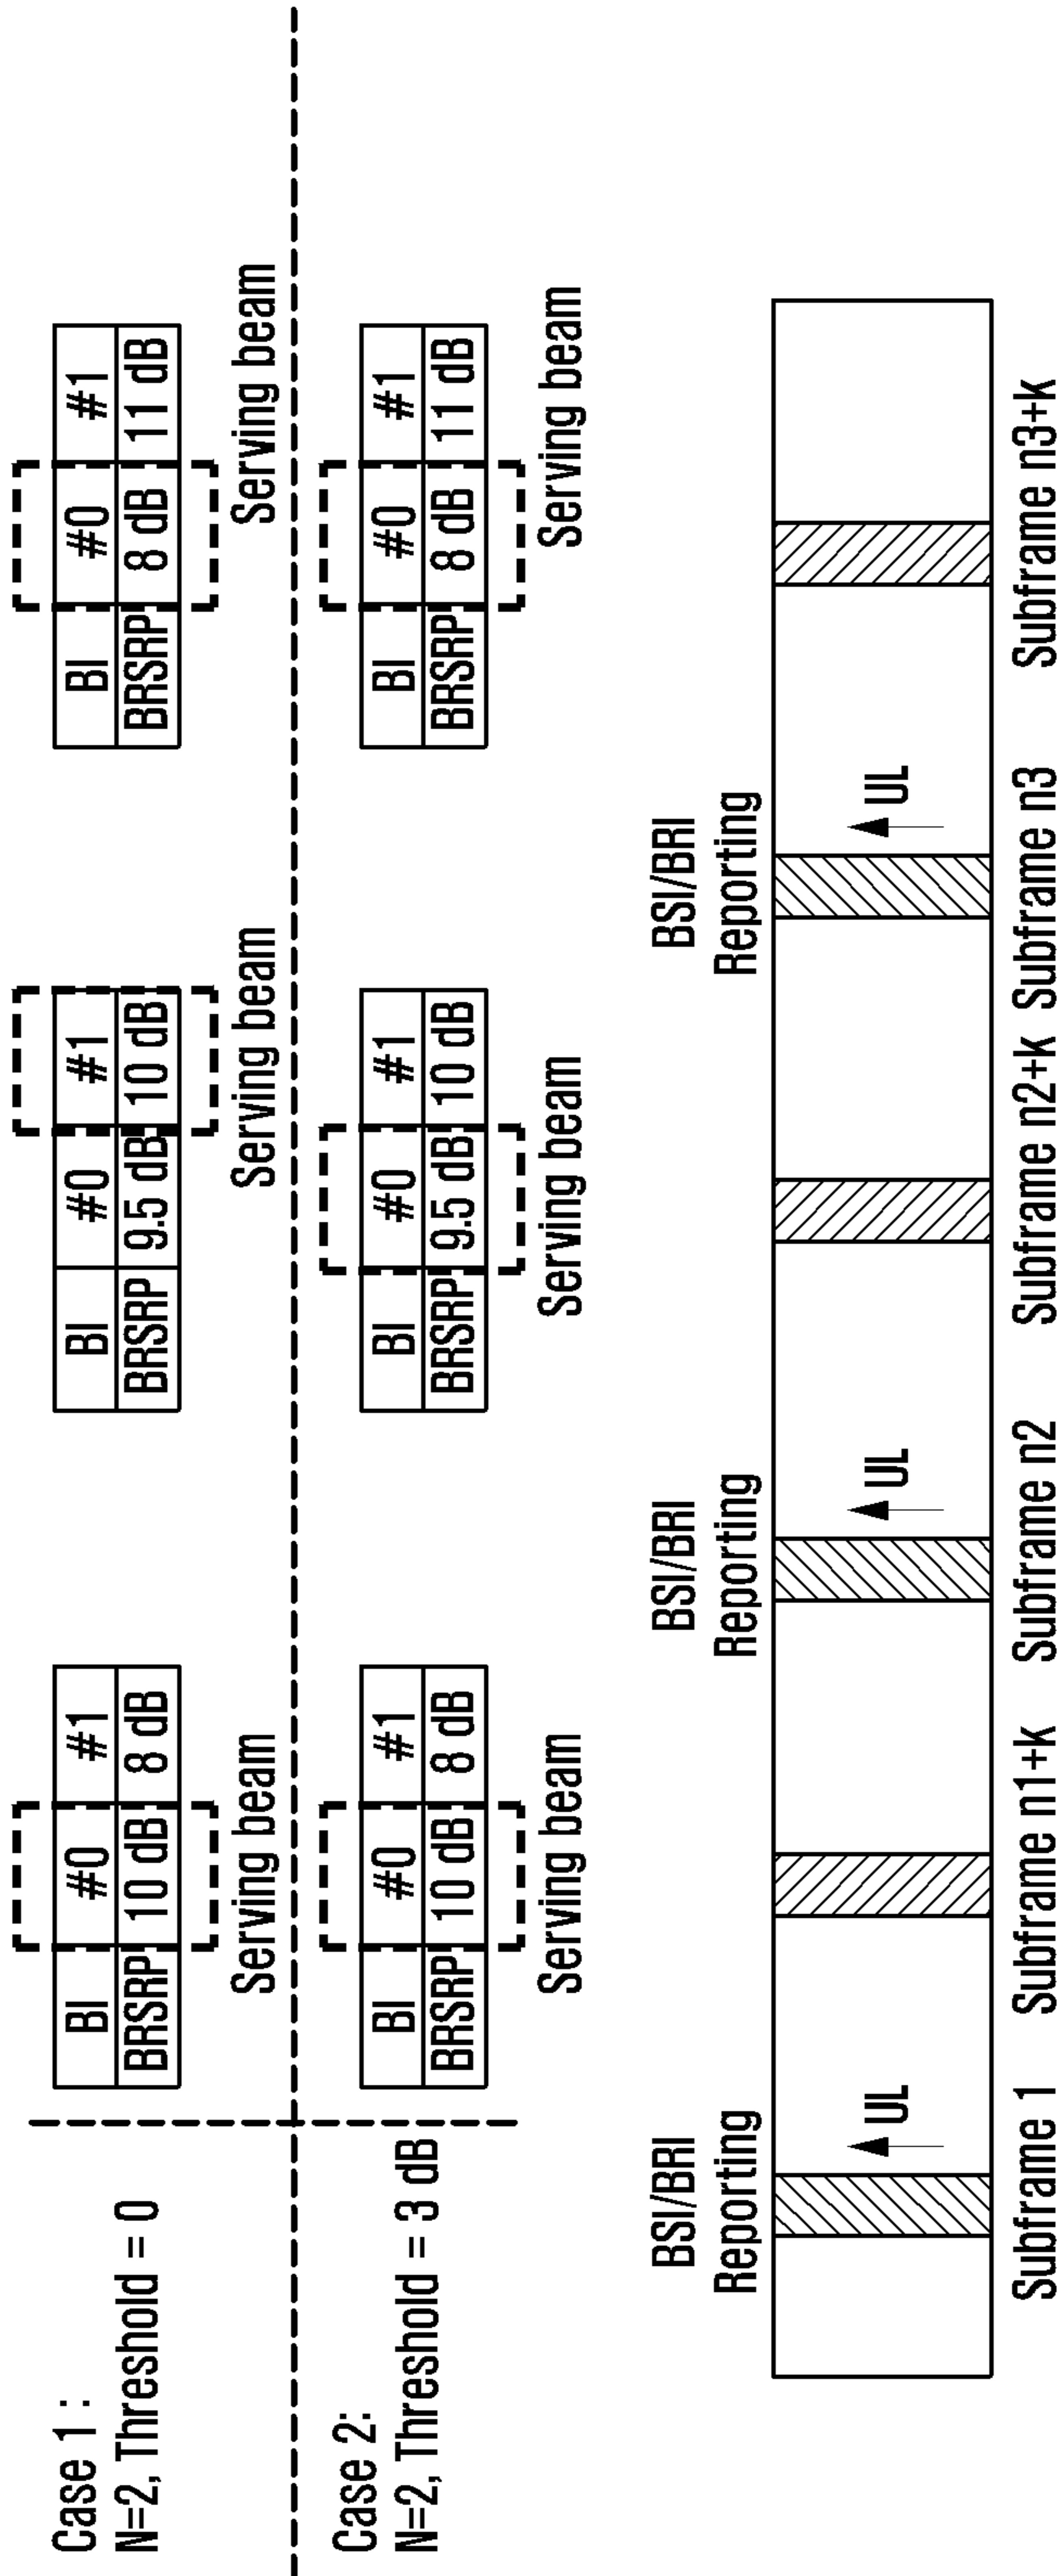 Case 1 :
N=2, Threshold = 0
BI #0 #1
BRSRP 10 dB 8 dB
Serving beam
BI #0 #1
BRSRP 9.5 dB 10 dB
Serving beam
BI #0 #1
BRSRP 8 dB 11 dB
Serving beam
Case 2:
N=2, Threshold = 3 dB
BI #0 #1
BRSRP 10 dB 8 dB
Serving beam
BI #0 #1
BRSRP 9.5 dB 10 dB
Serving beam
BI #0 #1
BRSRP 8 dB 11 dB
Serving beam
BSI/BRI
Reporting
UL
BSI/BRI
Reporting
UL
BSI/BRI
Reporting
UL
Subframe 1 Subframe n1+K Subframe n2 Subframe n2+K Subframe n3 Subframe n3+K